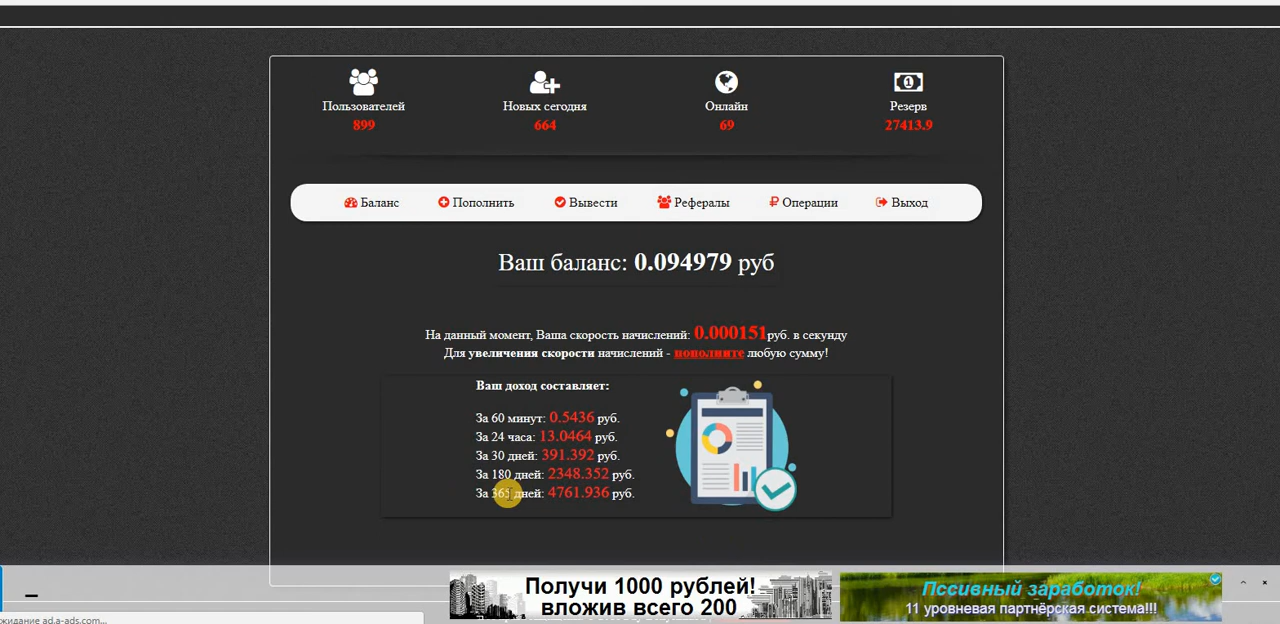 Пользователей
899
Новых сегодня
664
Онлайн
69
Резерв
27413.9
Баланс Пополнить Вывести Рефералы Операции Выход
Ваш баланс: 0.094979 руб
На данный момент, Ваша скорость начислений: 0.000151руб. в секунду
Для увеличения скорости начислений - пополните любую сумму!
Ваш доход составляет:
За 60 минут: 0.5436 руб.
За 24 часа: 13.0464 руб.
За 30 дней: 391.392 руб.
За 180 дней: 2348.352 руб.
За 365 дней: 4761.936 руб.
Получи 1000 рублей!
вложив всего 200
Пссивный заработок!
11 уровневая партнёрская система!!!
жидание ad.a-ads.com...